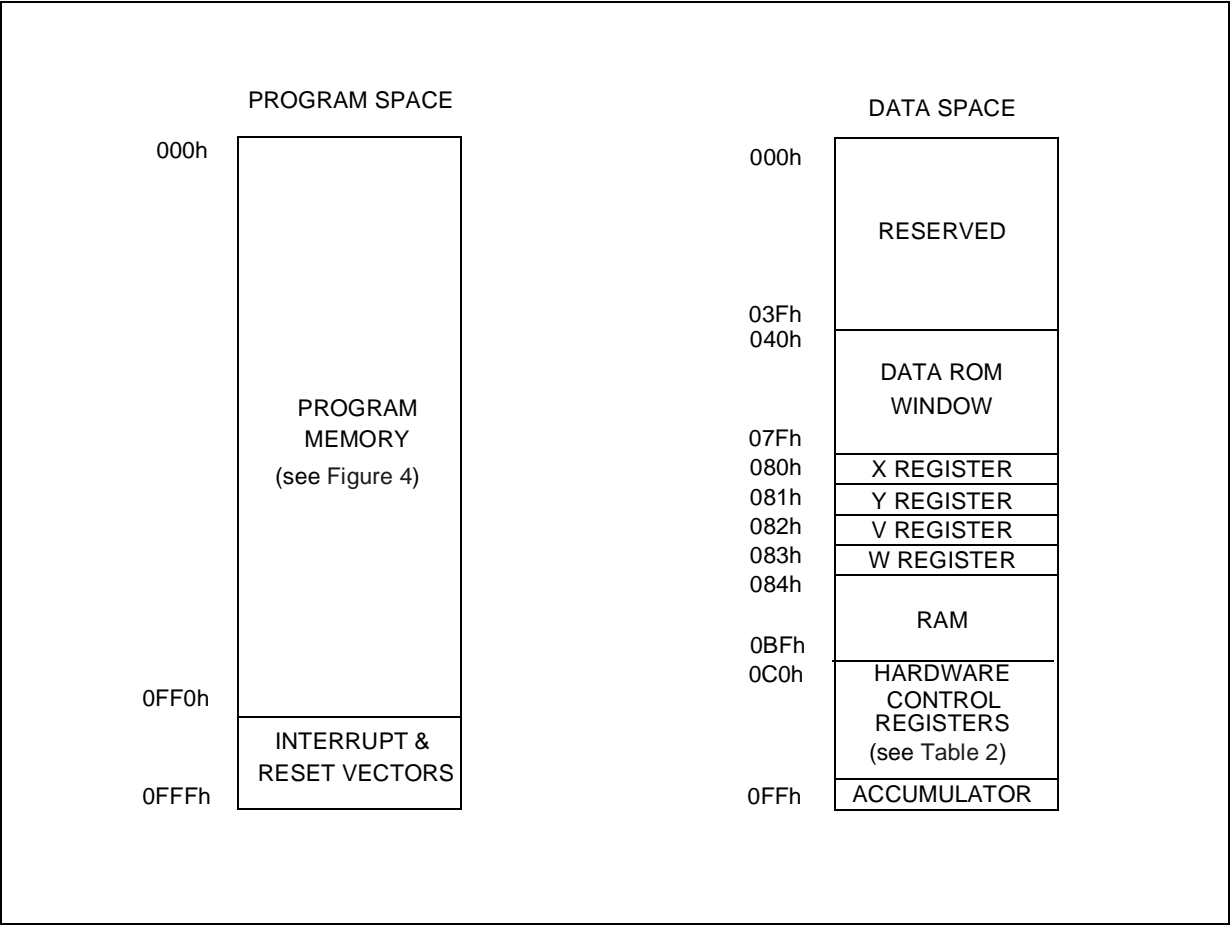 PROGRAM SPACE
000h
PROGRAM
MEMORY
(see Figure 4)
0FF0h
INTERRUPT &
RESET VECTORS
0FFFh
DATA SPACE
000h
RESERVED
03Fh
040h
DATA ROM
WINDOW
07Fh
080h
X REGISTER
081h
Y REGISTER
082h
V REGISTER
083h
W REGISTER
084h
RAM
0BFh
0C0h
HARDWARE
CONTROL
REGISTERS
(see Table 2)
0FFh
ACCUMULATOR